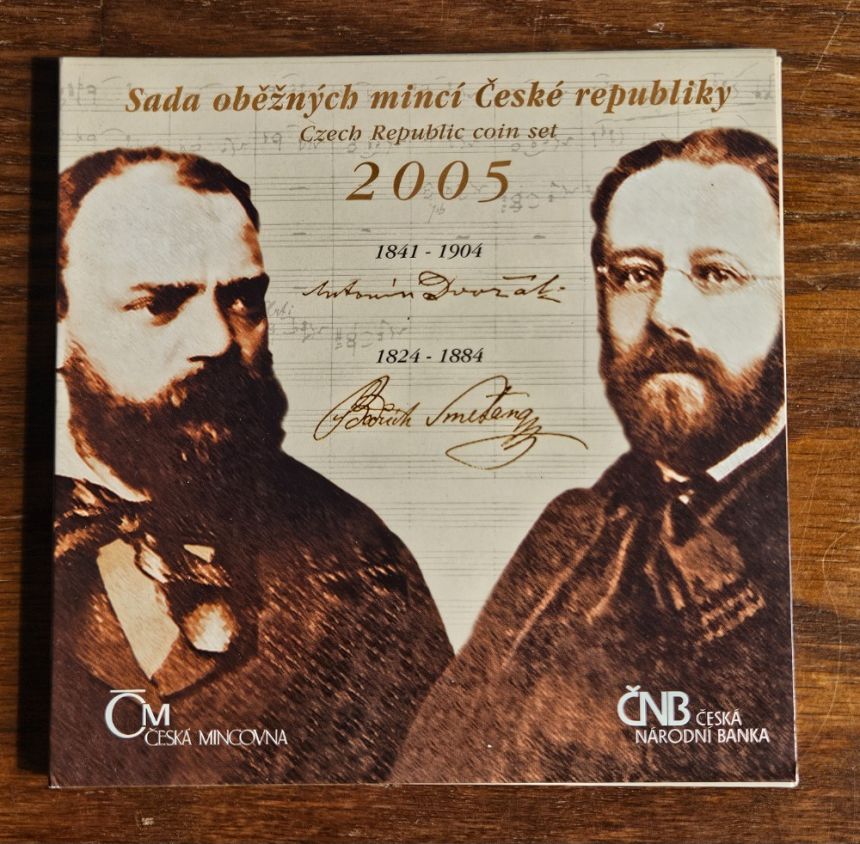 Sada oběžných mincí České republiky
Czech Republic coin set
2005
1841 - 1904
Antonín Dvořák
1824 - 1884
Bedřich Smetana
ČM
ČESKÁ MINCOVNA
ČNB ČESKÁ
NÁRODNÍ BANKA